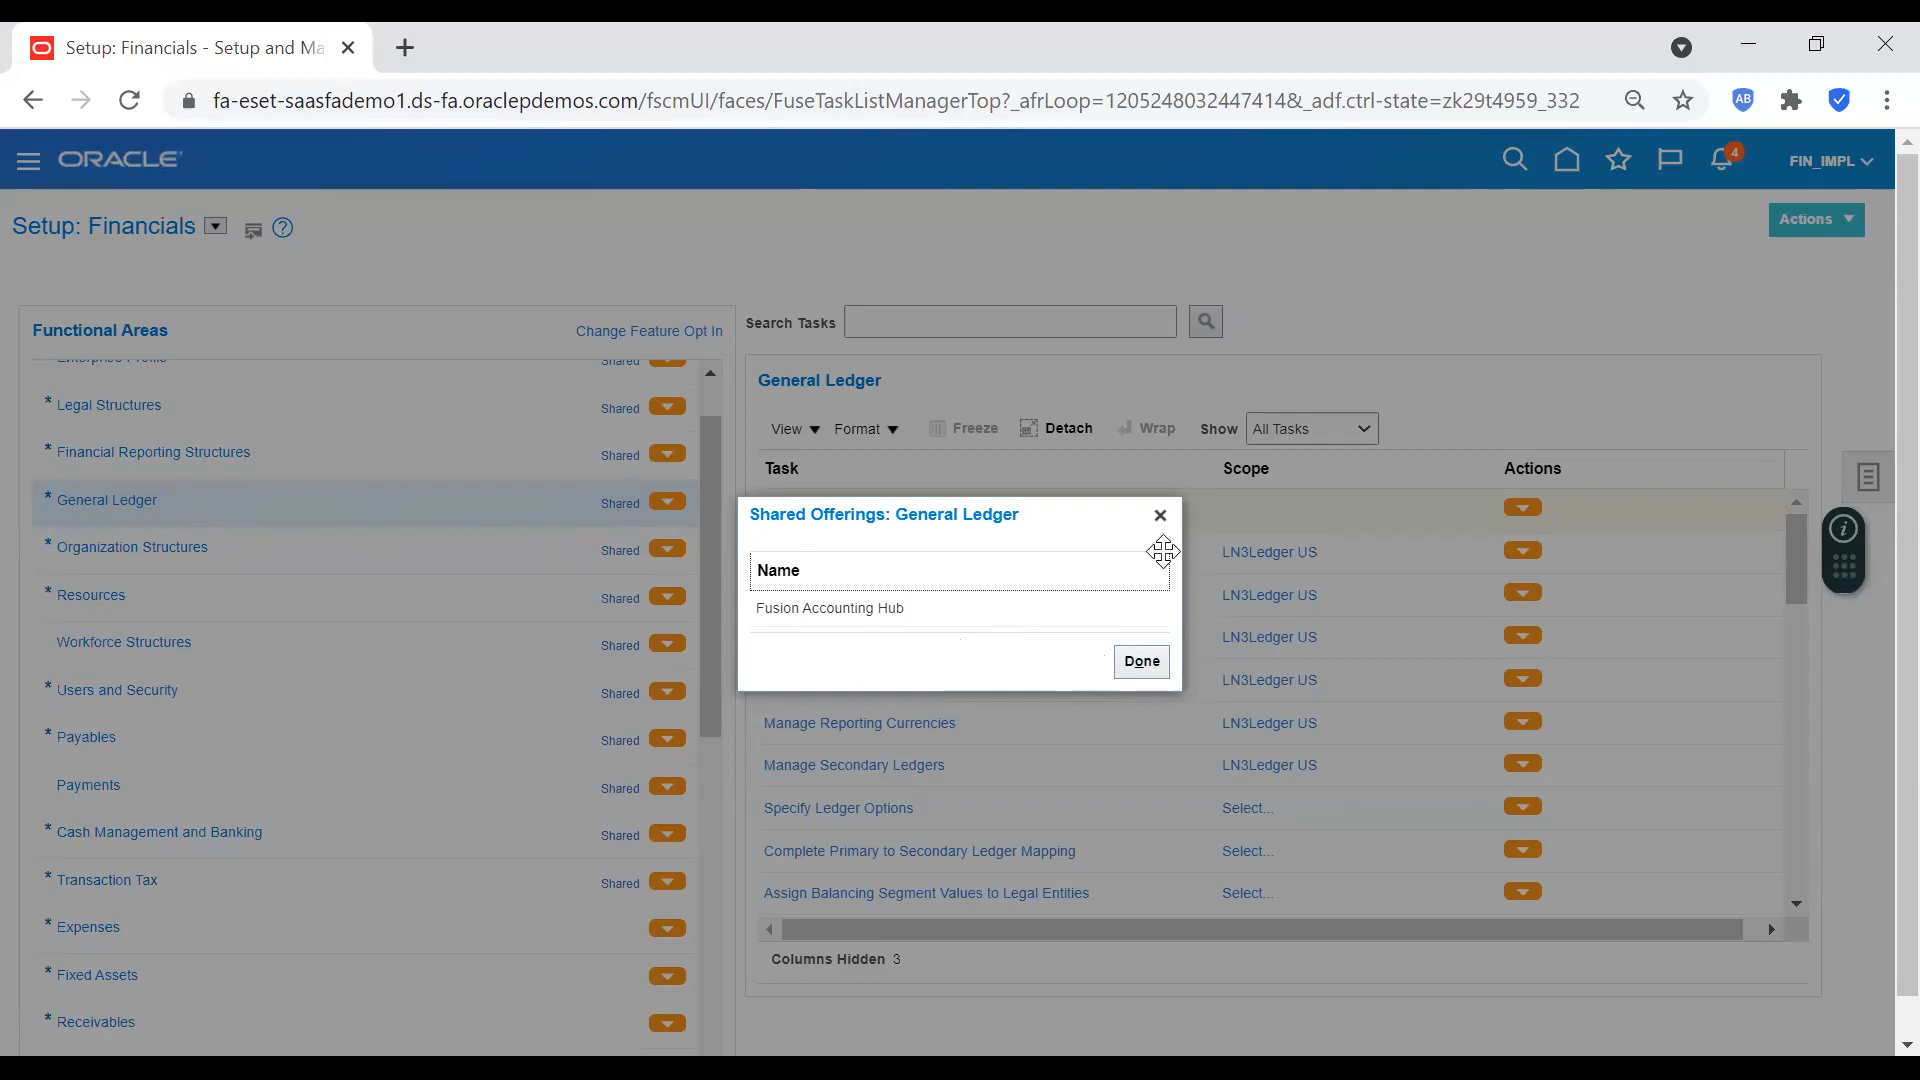 Setup: Financials - Setup and Ma
fa-eset-saasfademo1.ds-fa.oraclepdemos.com/fscmUI/faces/FuseTaskListManagerTop?_afrLoop=1205248032447414&_adf.ctrl-state=zk29t4959_332
AB
ORACLE
4
FIN_IMPL
Setup: Financials
?
Actions
Functional Areas
Change Feature Opt In
Search Tasks
Enterprise Profile Shared
* Legal Structures Shared
* Financial Reporting Structures Shared
* General Ledger Shared
* Organization Structures Shared
* Resources Shared
Workforce Structures Shared
* Users and Security Shared
* Payables Shared
Payments Shared
* Cash Management and Banking Shared
* Transaction Tax Shared
* Expenses
* Fixed Assets
* Receivables
General Ledger
View Format Freeze Detach Wrap Show All Tasks
Task Scope Actions
Shared Offerings: General Ledger
Name
Fusion Accounting Hub
Done
LN3Ledger US
LN3Ledger US
LN3Ledger US
LN3Ledger US
Manage Reporting Currencies LN3Ledger US
Manage Secondary Ledgers LN3Ledger US
Specify Ledger Options Select...
Complete Primary to Secondary Ledger Mapping Select...
Assign Balancing Segment Values to Legal Entities Select...
Columns Hidden 3